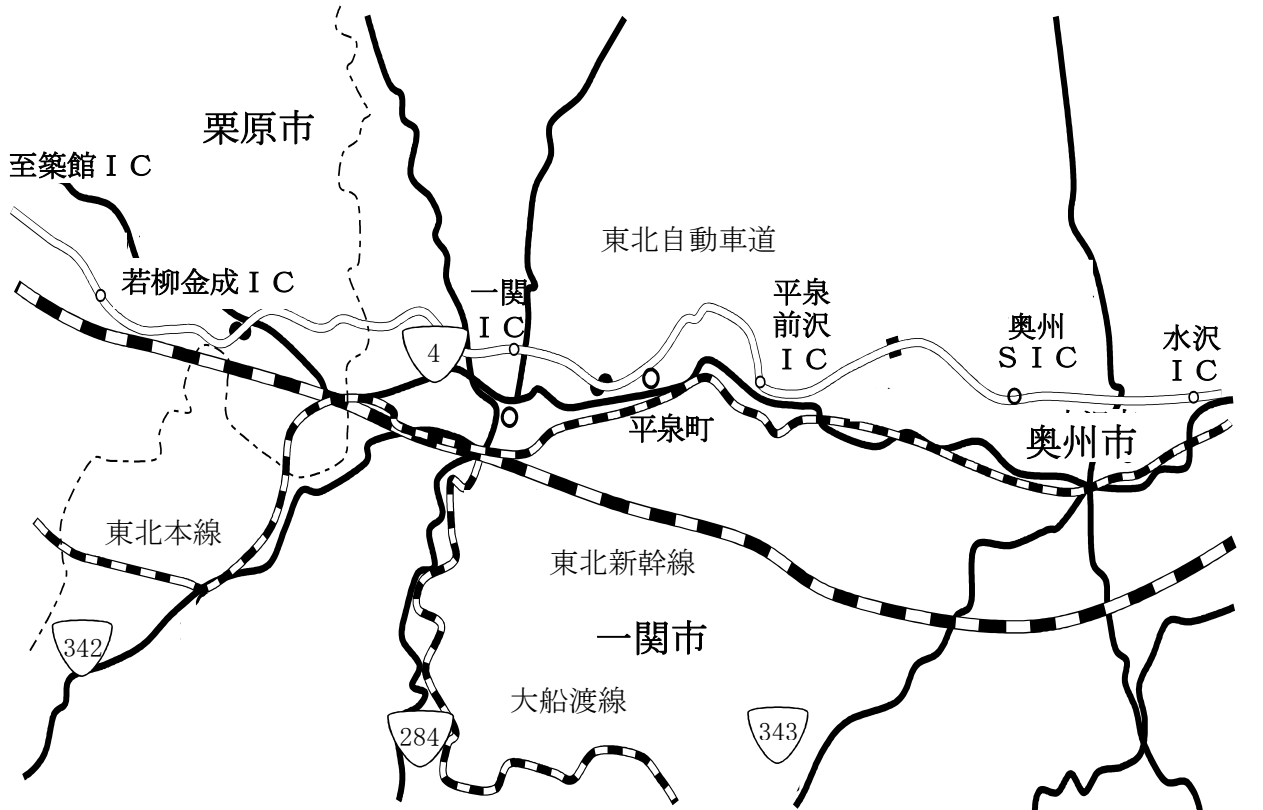 栗原市
至築館ＩＣ
東北自動車道
若柳金成ＩＣ
一関
ＩＣ
平泉
前沢
ＩＣ
奥州
ＳＩＣ
水沢
ＩＣ
4
平泉町
奥州市
東北本線
東北新幹線
342
一関市
大船渡線
284
343